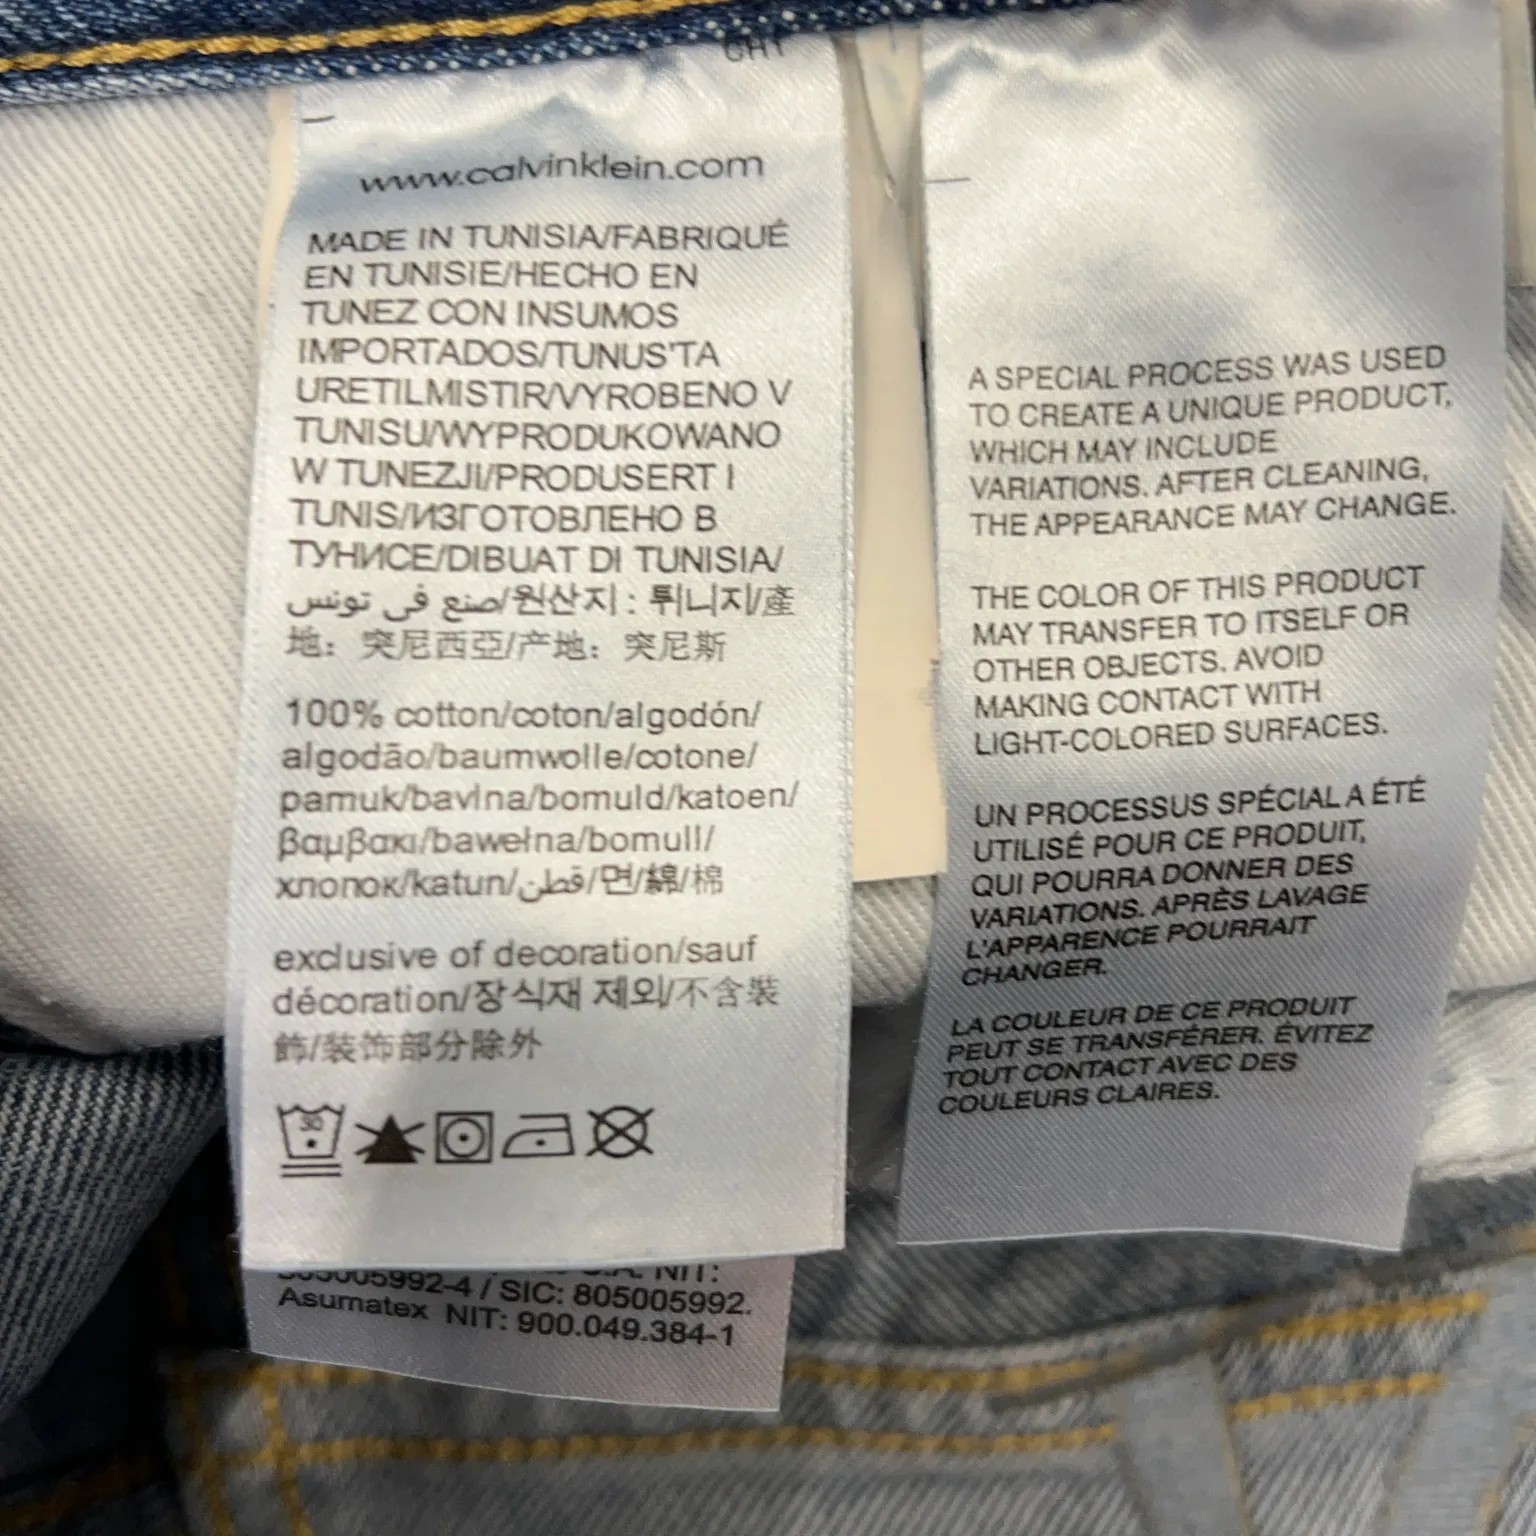 www.calvinklein.com
MADE IN TUNISIA/FABRIQUÉ
EN TUNISIE/HECHO EN
TUNEZ CON INSUMOS
IMPORTADOS/TUNUS'TA
URETILMISTIR/VYROBENO V
TUNISU/WYPRODUKOWANO
W TUNEZJI/PRODUSERT I
TUNIS/ИЗГОТОВЛЕНО В
ТУНИСЕ/DIBUAT DI TUNISIA/
صنع في تونس/원산지 : 튀니지/產
地：突尼西亞/产地：突尼斯
100% cotton/coton/algodón/
algodão/baumwolle/cotone/
pamuk/bavlna/bomuld/katoen/
βαμβακι/bawełna/bomull/
хлопок/katun/قطن/면/綿/棉
exclusive of decoration/sauf
décoration/장식재 제외/不含裝
飾/装饰部分除外
30
805005992-4 / SIC: 805005992.
Asumatex NIT: 900.049.384-1
A SPECIAL PROCESS WAS USED
TO CREATE A UNIQUE PRODUCT,
WHICH MAY INCLUDE
VARIATIONS. AFTER CLEANING,
THE APPEARANCE MAY CHANGE.
THE COLOR OF THIS PRODUCT
MAY TRANSFER TO ITSELF OR
OTHER OBJECTS. AVOID
MAKING CONTACT WITH
LIGHT-COLORED SURFACES.
UN PROCESSUS SPÉCIAL A ÉTÉ
UTILISÉ POUR CE PRODUIT,
QUI POURRA DONNER DES
VARIATIONS. APRÈS LAVAGE
L'APPARENCE POURRAIT
CHANGER.
LA COULEUR DE CE PRODUIT
PEUT SE TRANSFÉRER. ÉVITEZ
TOUT CONTACT AVEC DES
COULEURS CLAIRES.